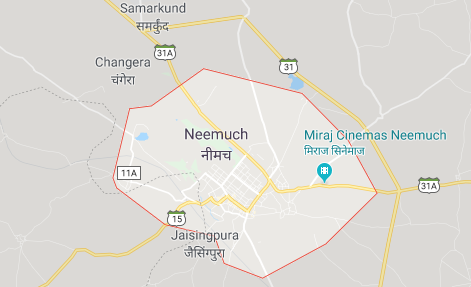 Samarkund
समर्कुंद
31A
Changera
चंगेरा
31
Neemuch
नीमच
Miraj Cinemas Neemuch
मिराज सिनेमाज
11A
31A
15
Jaisingpura
जैसिंगपुरा